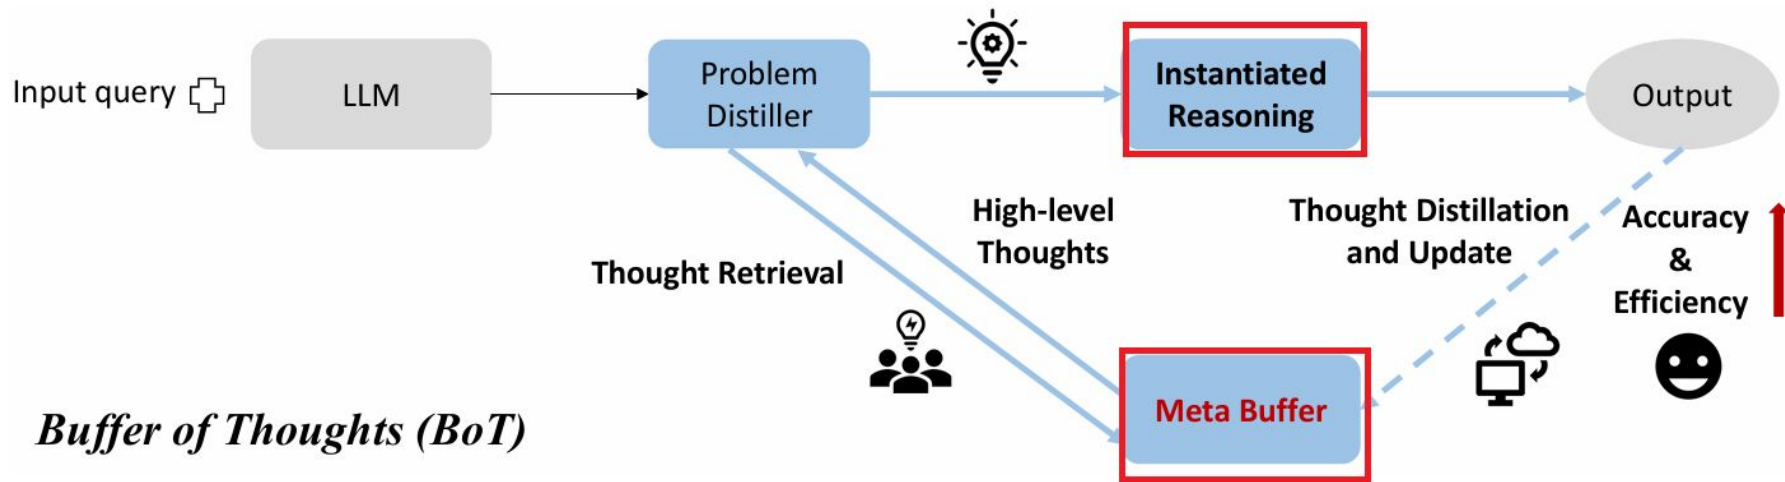 Input query
LLM
Problem
Distiller
Instantiated
Reasoning
Output
High-level
Thoughts
Thought Distillation
and Update
Accuracy
&
Efficiency
Thought Retrieval
Meta Buffer
Buffer of Thoughts (BoT)